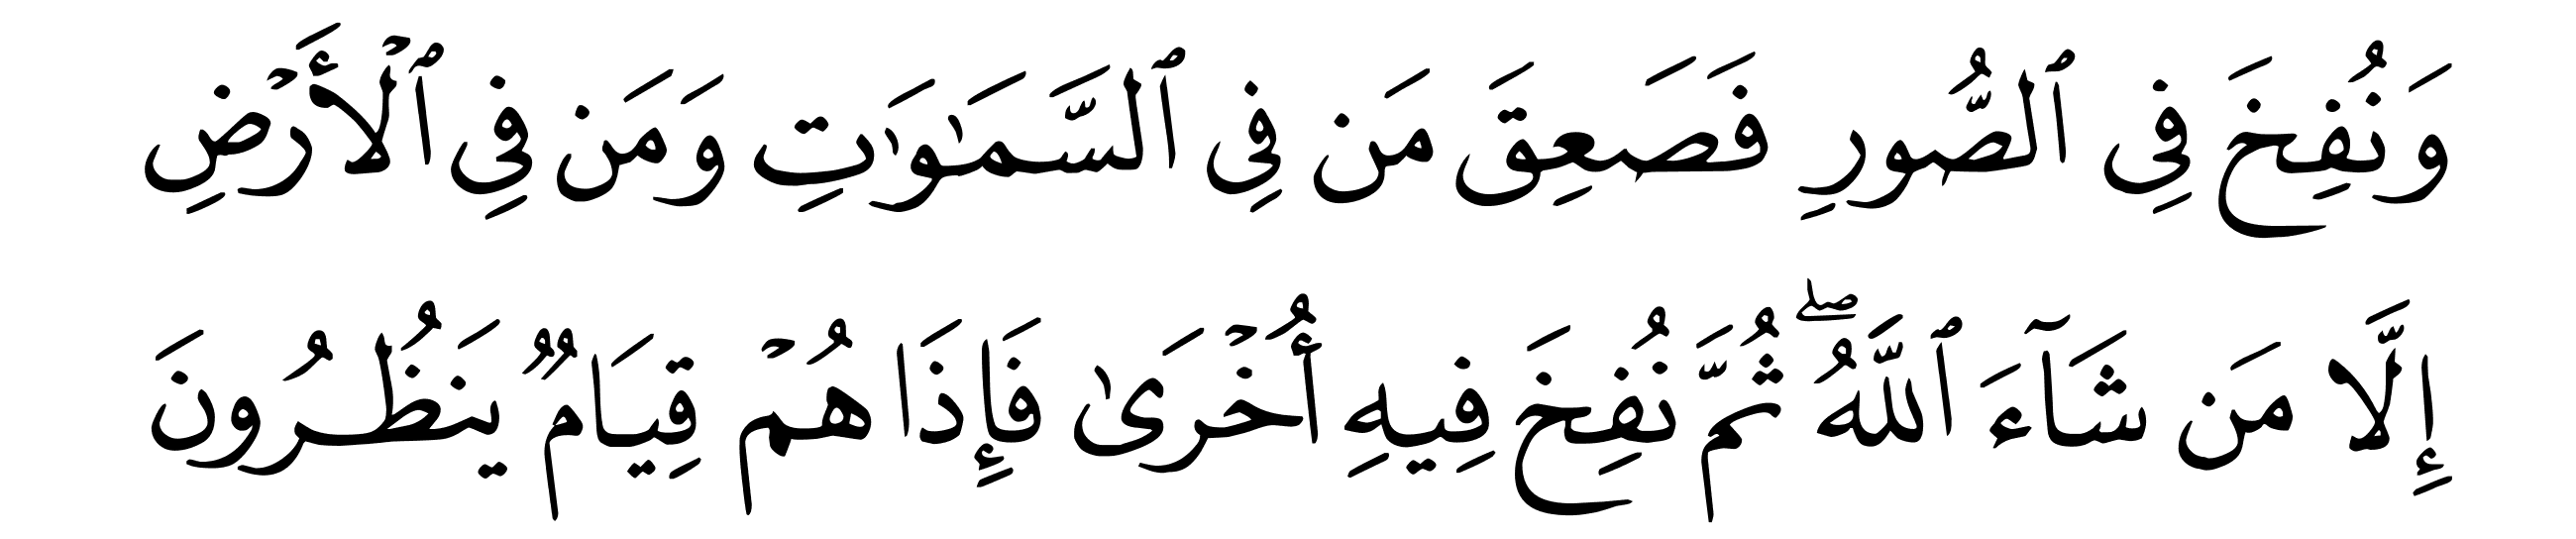 وَنُفِخَ فِى ٱلصُّورِ فَصَعِقَ مَن فِى ٱلسَّمَـٰوَٰتِ وَمَن فِى ٱلْأَرْضِ
إِلَّا مَن شَآءَ ٱللَّهُ ۖ ثُمَّ نُفِخَ فِيهِ أُخْرَىٰ فَإِذَا هُمْ قِيَامٌ يَنظُرُونَ